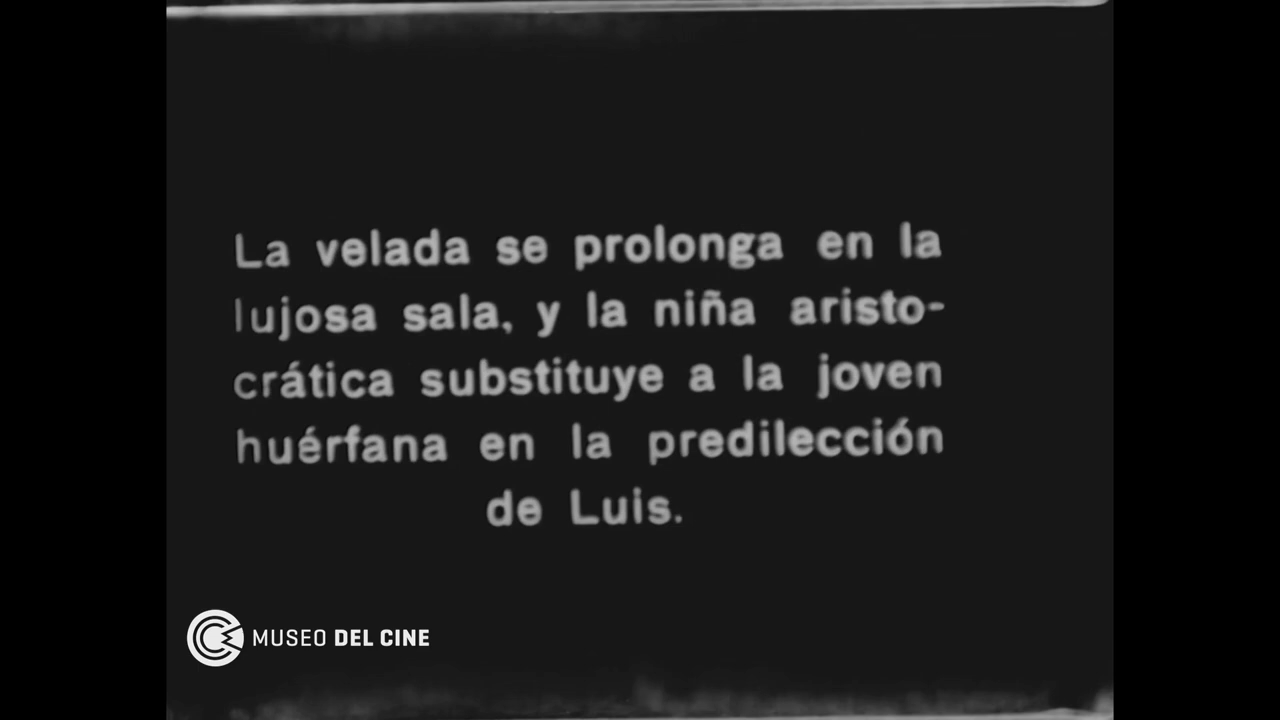 La velada se prolonga en la
lujosa sala, y la niña aristo-
crática substituye a la joven
huérfana en la predilección
de Luis.
MUSEO DEL CINE